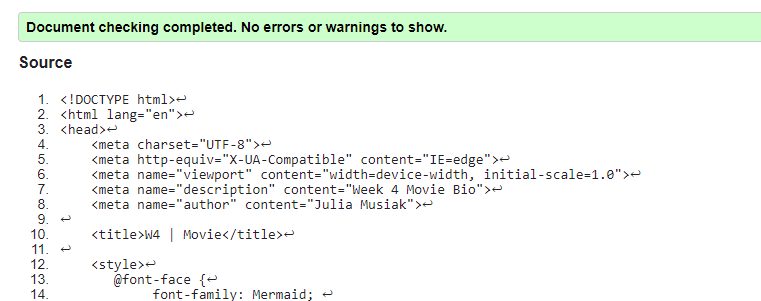 Document checking completed. No errors or warnings to show.
Source
1. <!DOCTYPE html>↩
2. <html lang="en">↩
3. <head>↩
4.     <meta charset="UTF-8">↩
5.     <meta http-equiv="X-UA-Compatible" content="IE=edge">↩
6.     <meta name="viewport" content="width=device-width, initial-scale=1.0">↩
7.     <meta name="description" content="Week 4 Movie Bio">↩
8.     <meta name="author" content="Julia Musiak">↩
9. ↩
10.     <title>W4 | Movie</title>↩
11. ↩
12.     <style>↩
13.        @font-face {↩
14.             font-family: Mermaid; ↩